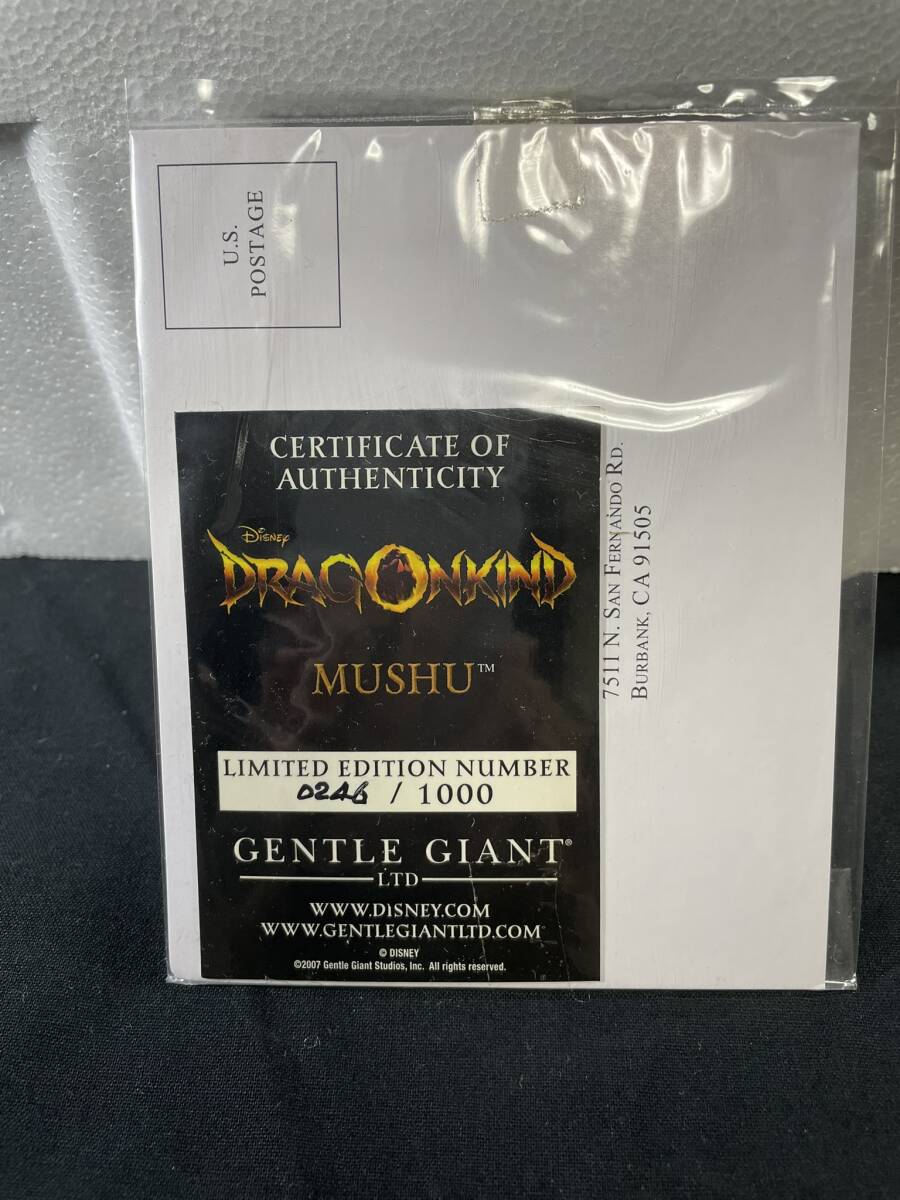 U.S.
POSTAGE
CERTIFICATE OF
AUTHENTICITY
Disney
DRAGONKIND
MUSHU™
LIMITED EDITION NUMBER
0246 / 1000
GENTLE GIANT®
LTD
WWW.DISNEY.COM
WWW.GENTLEGIANTLTD.COM
© DISNEY
©2007 Gentle Giant Studios, Inc. All rights reserved.
7511 N. SAN FERNANDO RD.
BURBANK, CA 91505